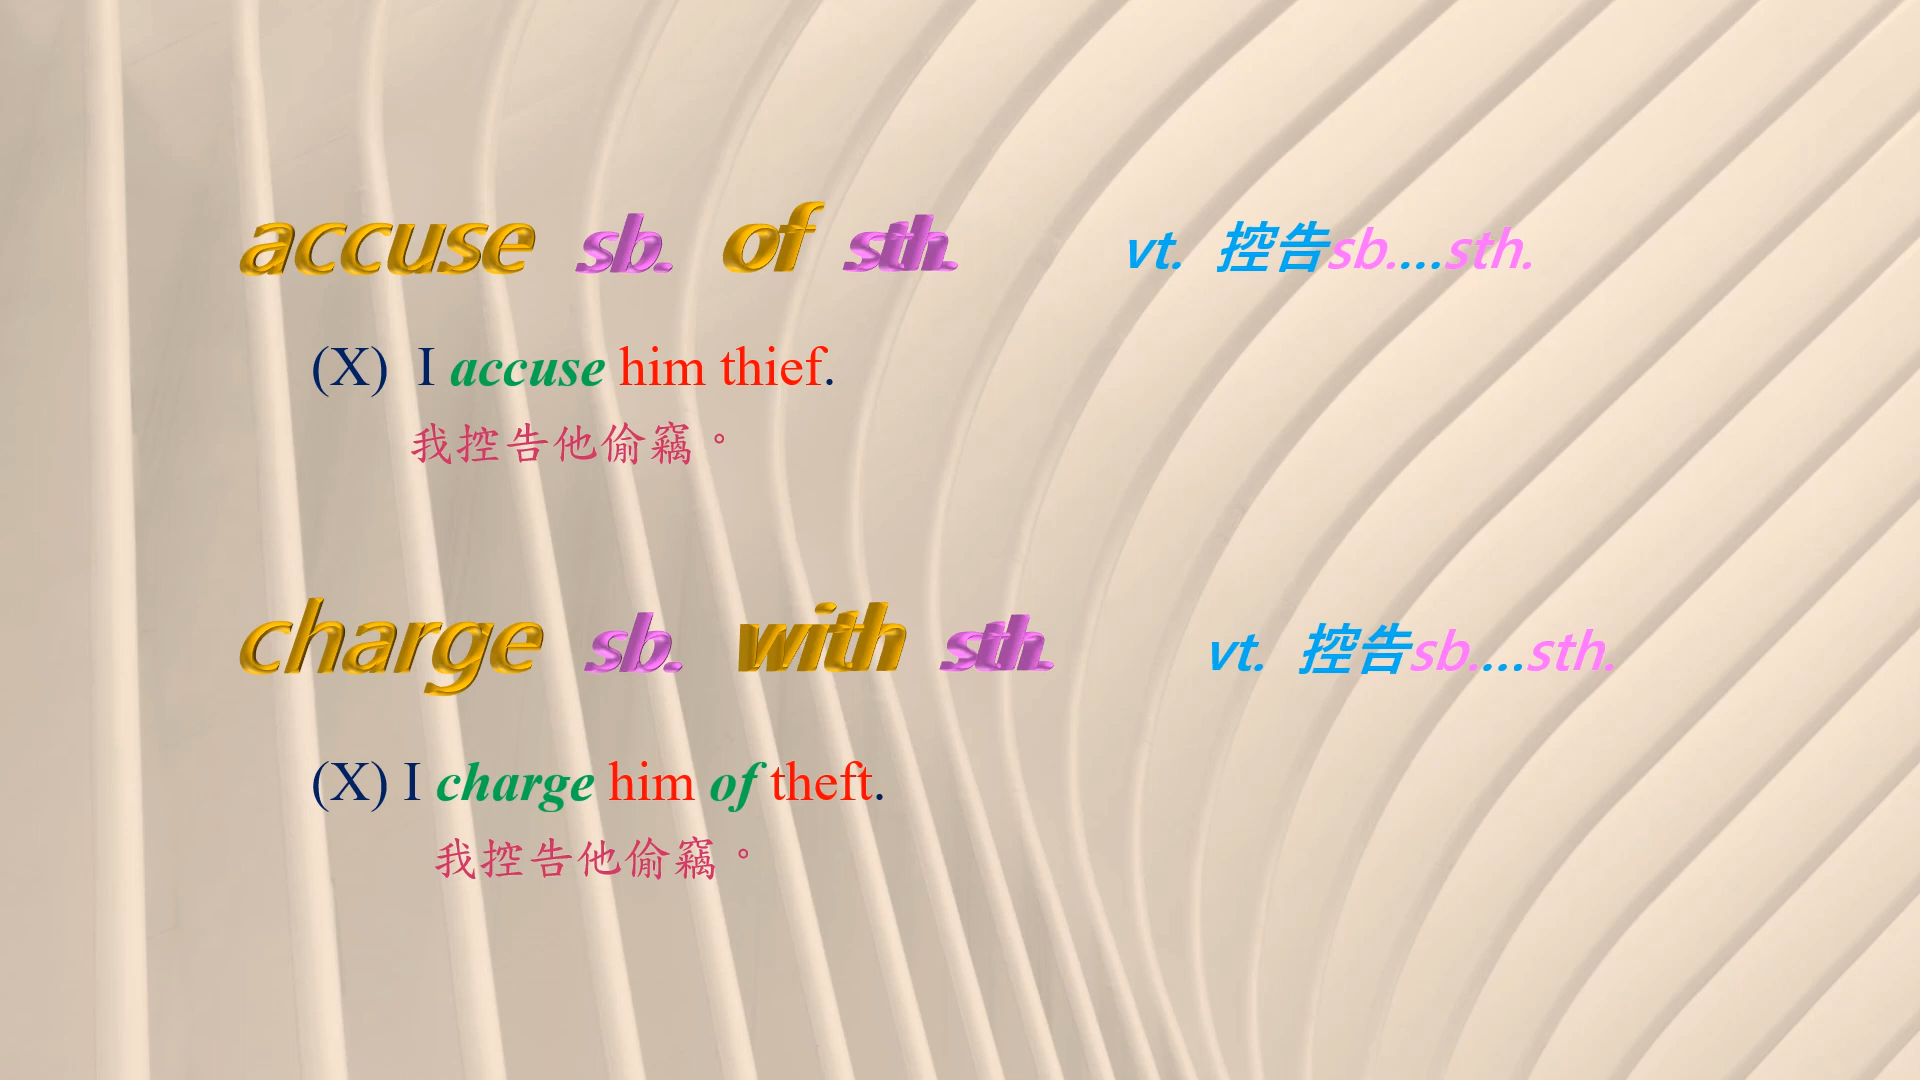 accuse sb. of sth. vt. 控告sb....sth.
(X) I accuse him thief.
我控告他偷竊。
charge sb. with sth. vt. 控告sb....sth.
(X) I charge him of theft.
我控告他偷竊。